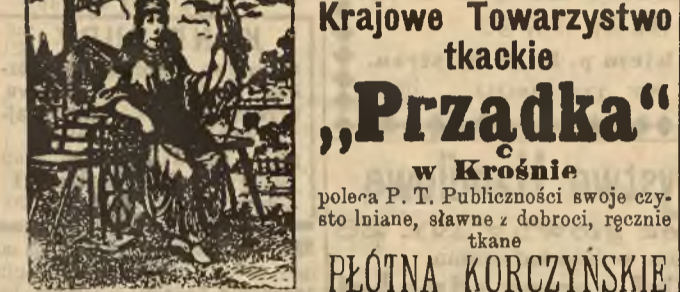 Krajowe Towarzystwo
tkackie
„Prządka“
w Krośnie
poleca P. T. Publiczności swoje czy-
sto lniane, sławne z dobroci, ręcznie
tkane
PŁÓTNA KORCZYŃSKIE